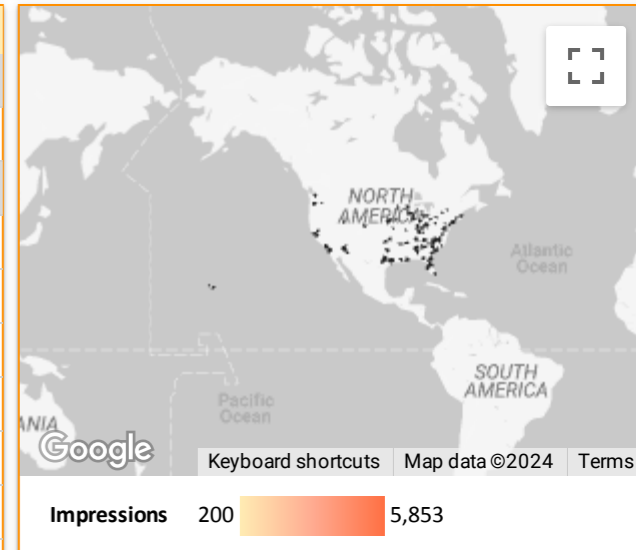 NORTH
AMERICA
Atlantic
Ocean
SOUTH
AMERICA
Pacific
Ocean
ANIA
Google
Keyboard shortcuts
Map data ©2024
Terms
Impressions 200 5,853